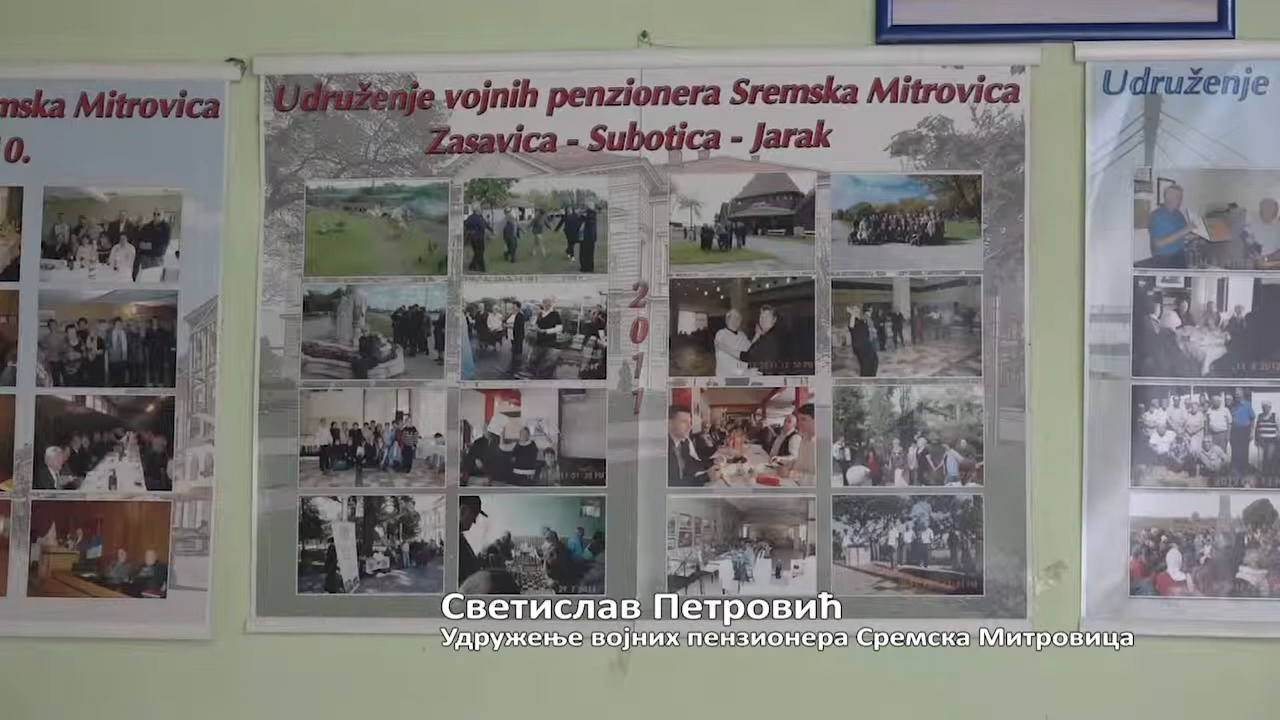 mska Mitrovica
10.
Udruženje vojnih penzionera Sremska Mitrovica
Zasavica - Subotica - Jarak
2011
Udruženje
Светислав Петровић
Удружење војних пензионера Сремска Митровица